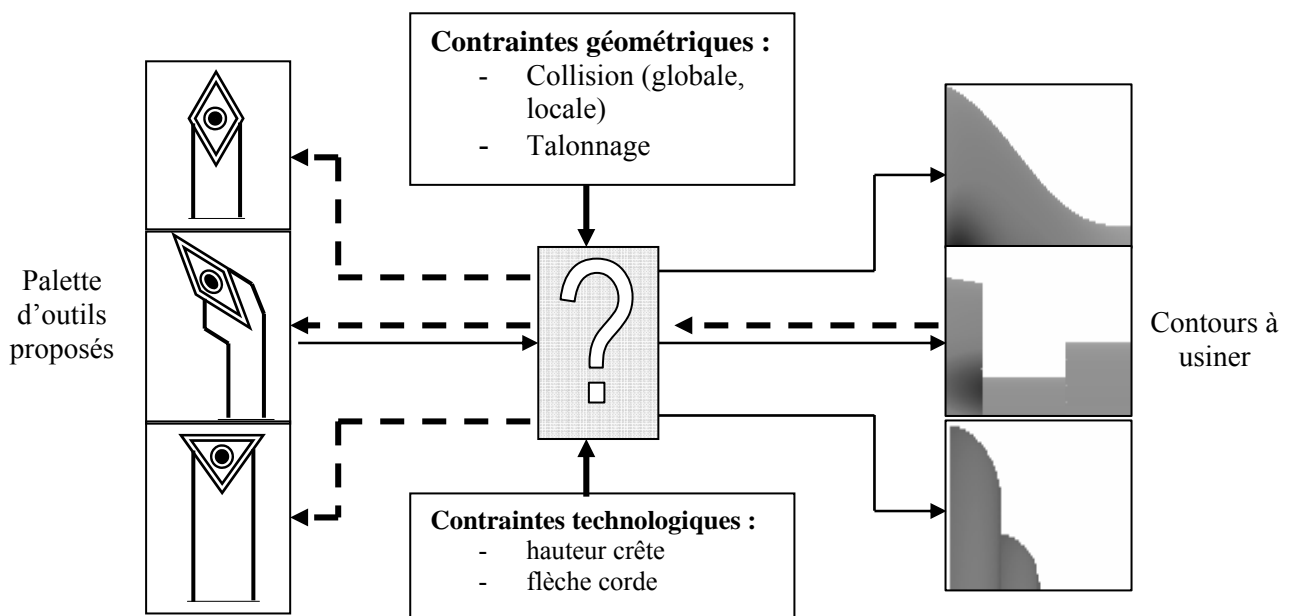 Contraintes géométriques :
- Collision (globale,
locale)
- Talonnage
Palette
d’outils
proposés
?
Contours à
usiner
Contraintes technologiques :
- hauteur crête
- flèche corde